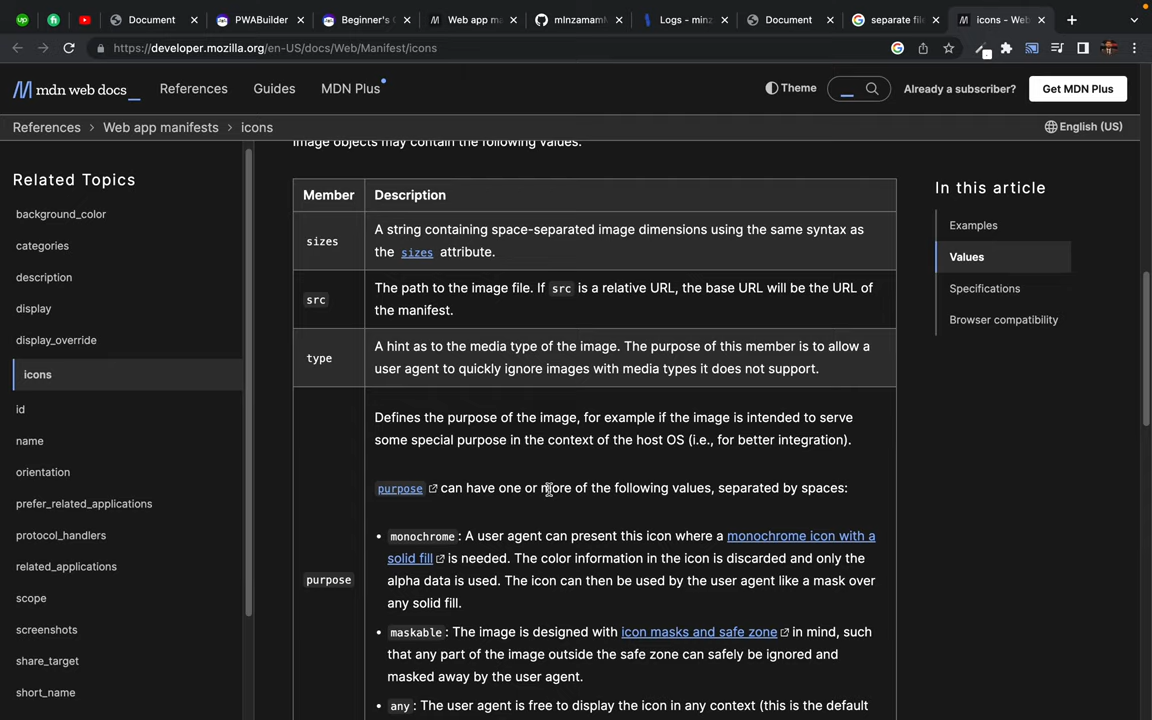 Document
PWABuilder
Beginner's
Web app ma
mInzamamM
Logs - minz
Document
separate file
icons - Web
https://developer.mozilla.org/en-US/docs/Web/Manifest/icons
mdn web docs_
References
Guides
MDN Plus
Theme
Already a subscriber?
Get MDN Plus
References
Web app manifests
icons
English (US)
Image objects may contain the following values:
Related Topics
background_color
categories
description
display
display_override
icons
id
name
orientation
prefer_related_applications
protocol_handlers
related_applications
scope
screenshots
share_target
short_name
Member Description
sizes
A string containing space-separated image dimensions using the same syntax as
the sizes attribute.
src
The path to the image file. If src is a relative URL, the base URL will be the URL of
the manifest.
type
A hint as to the media type of the image. The purpose of this member is to allow a
user agent to quickly ignore images with media types it does not support.
purpose
Defines the purpose of the image, for example if the image is intended to serve
some special purpose in the context of the host OS (i.e., for better integration).
purpose can have one or more of the following values, separated by spaces:
• monochrome: A user agent can present this icon where a monochrome icon with a
solid fill is needed. The color information in the icon is discarded and only the
alpha data is used. The icon can then be used by the user agent like a mask over
any solid fill.
• maskable: The image is designed with icon masks and safe zone in mind, such
that any part of the image outside the safe zone can safely be ignored and
masked away by the user agent.
• any: The user agent is free to display the icon in any context (this is the default
In this article
Examples
Values
Specifications
Browser compatibility